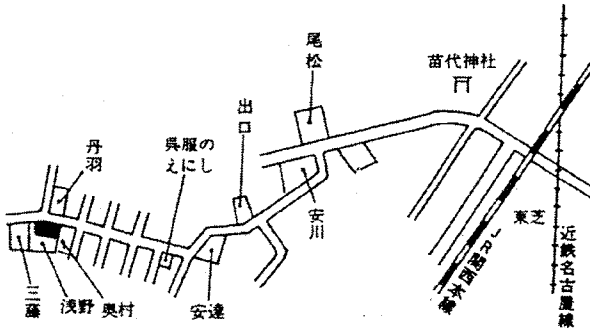 尾松
苗代神社
出口
呉服の
えにし
丹羽
安川
東芝
近鉄名古屋線
JR関西本線
三藤
浅野
奥村
安達